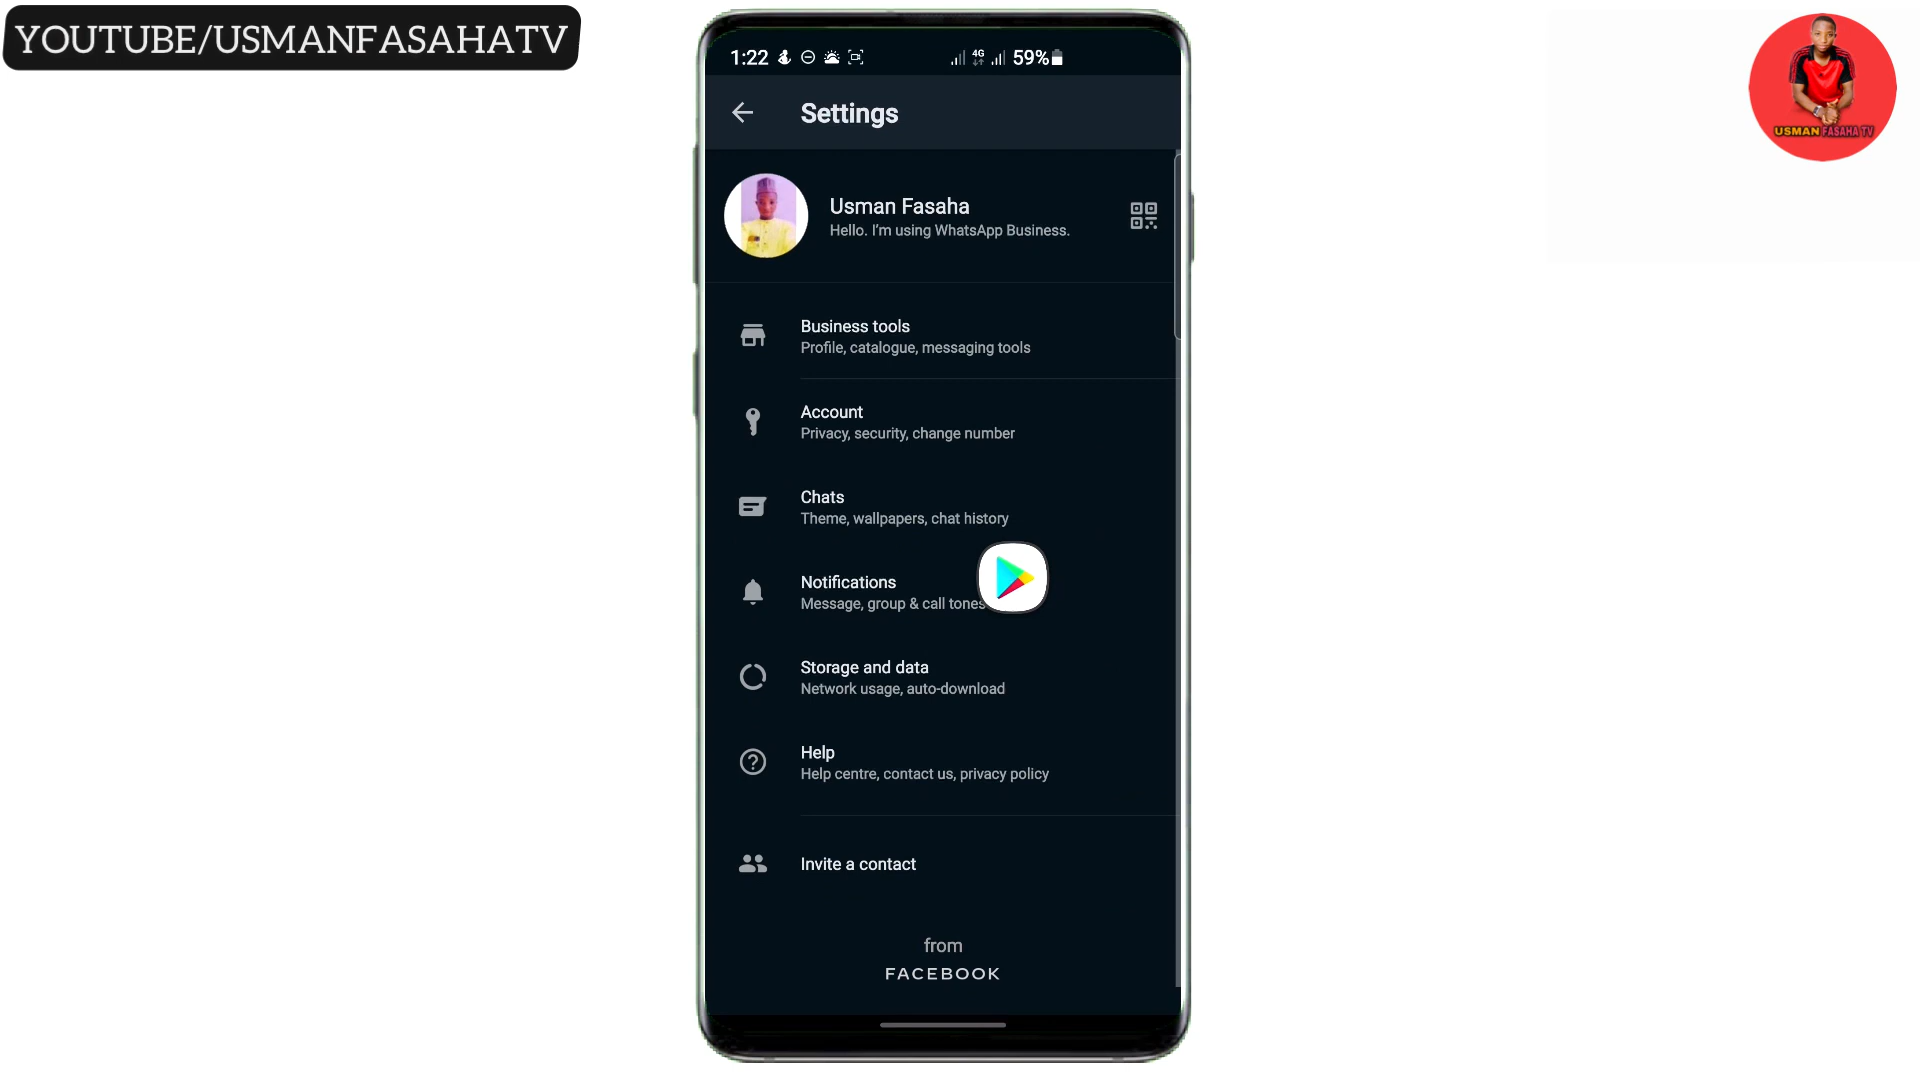 YOUTUBE/USMANFASAHATV
USMAN FASAHA TV
1:22 4G 59%
Settings
Usman Fasaha
Hello. I'm using WhatsApp Business.
Business tools
Profile, catalogue, messaging tools
Account
Privacy, security, change number
Chats
Theme, wallpapers, chat history
Notifications
Message, group & call tones
Storage and data
Network usage, auto-download
Help
Help centre, contact us, privacy policy
Invite a contact
from
FACEBOOK